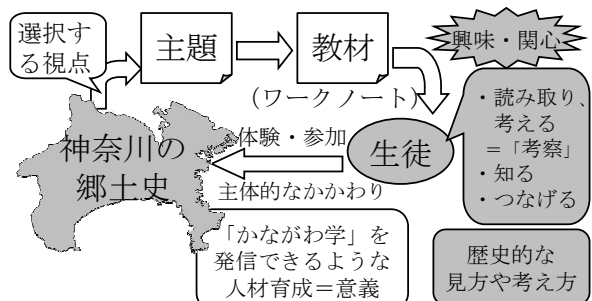 選択す
る視点
主題
教材
興味・関心
(ワークノート)
・読み取り、
考える
=「考察」
・知る
・つなげる
神奈川の
郷土史
体験・参加
主体的なかかわり
生徒
「かながわ学」を
発信できるような
人材育成=意義
歴史的な
見方や考え方